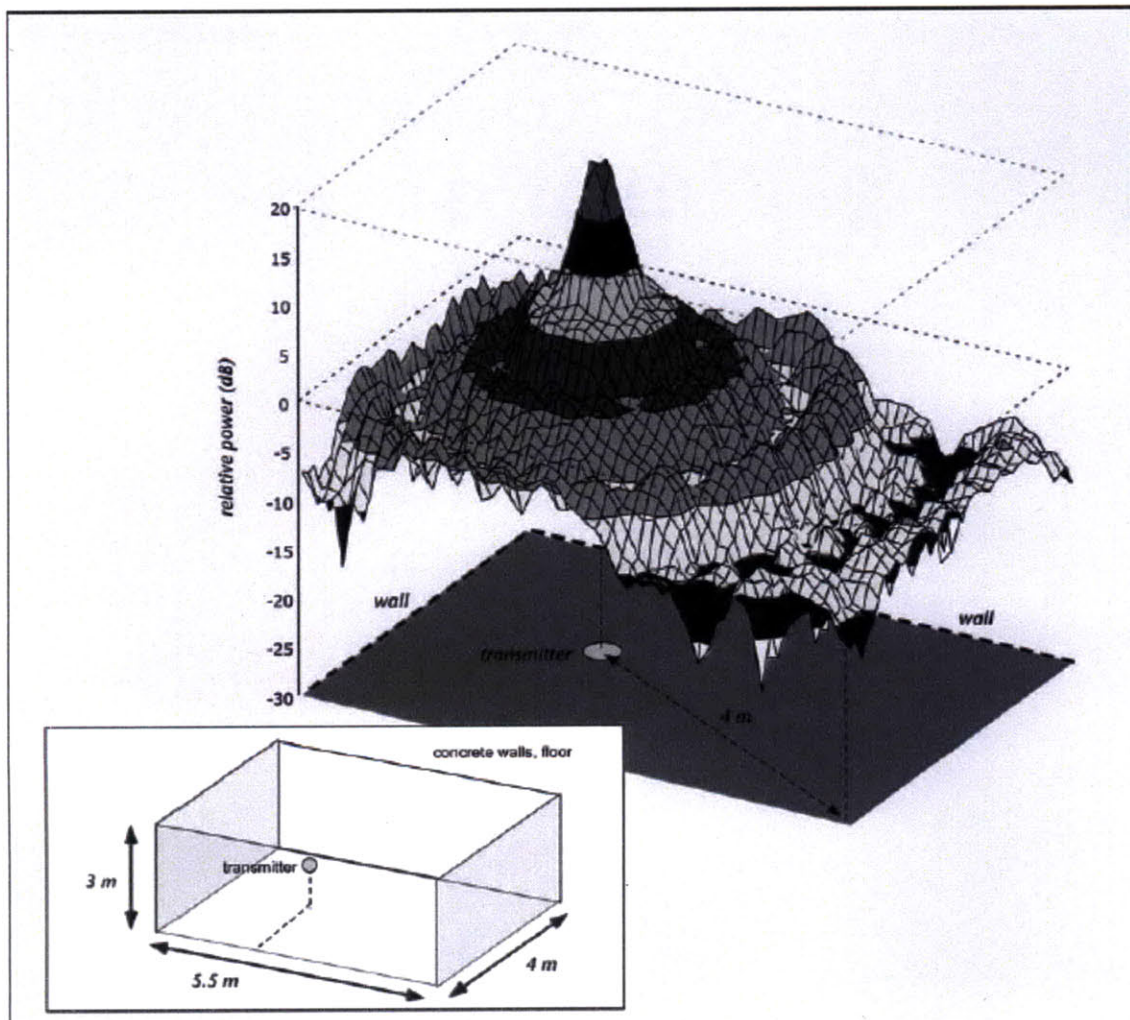 20
15
10
5
0
-5
-10
-15
-20
-25
-30
relative power (dB)
wall
wall
transmitter
4 m
concrete walls, floor
transmitter
3 m
5.5 m
4 m